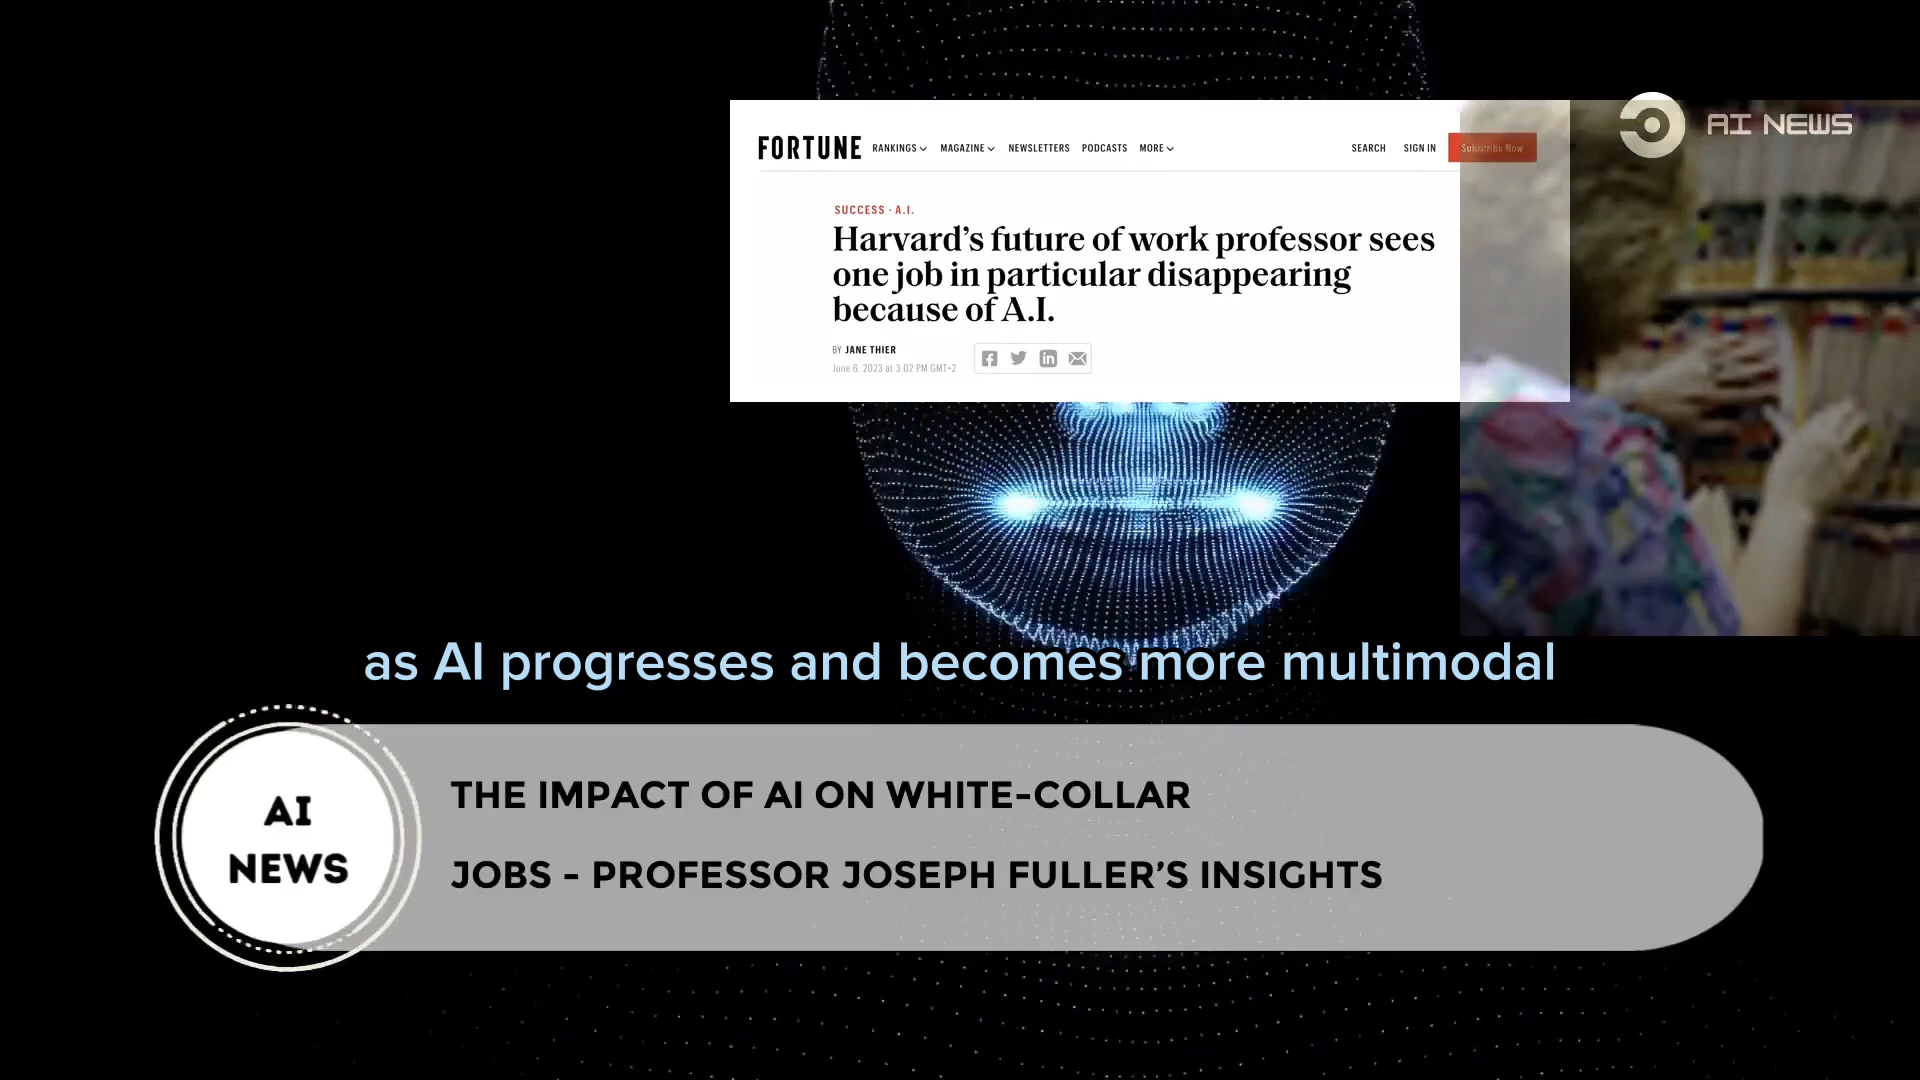 AI NEWS
FORTUNE RANKINGS MAGAZINE NEWSLETTERS PODCASTS MORE SEARCH SIGN IN Subscribe Now
SUCCESS · A.I.
Harvard’s future of work professor sees
one job in particular disappearing
because of A.I.
BY JANE THIER
June 6, 2023 at 3:02 PM GMT+2
as AI progresses and becomes more multimodal
AI
NEWS
THE IMPACT OF AI ON WHITE-COLLAR
JOBS - PROFESSOR JOSEPH FULLER’S INSIGHTS